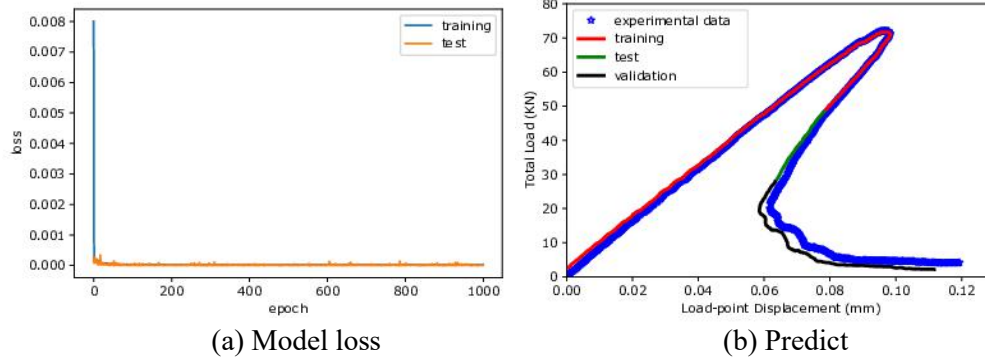 0.008
0.007
0.006
0.005
0.004
0.003
0.002
0.001
0.000
loss
training
test
0
200
400
600
800
1000
epoch
(a) Model loss
80
70
60
50
40
30
20
10
0
Total Load (KN)
experimental data
training
test
validation
0.00
0.02
0.04
0.06
0.08
0.10
0.12
Load-point Displacement (mm)
(b) Predict